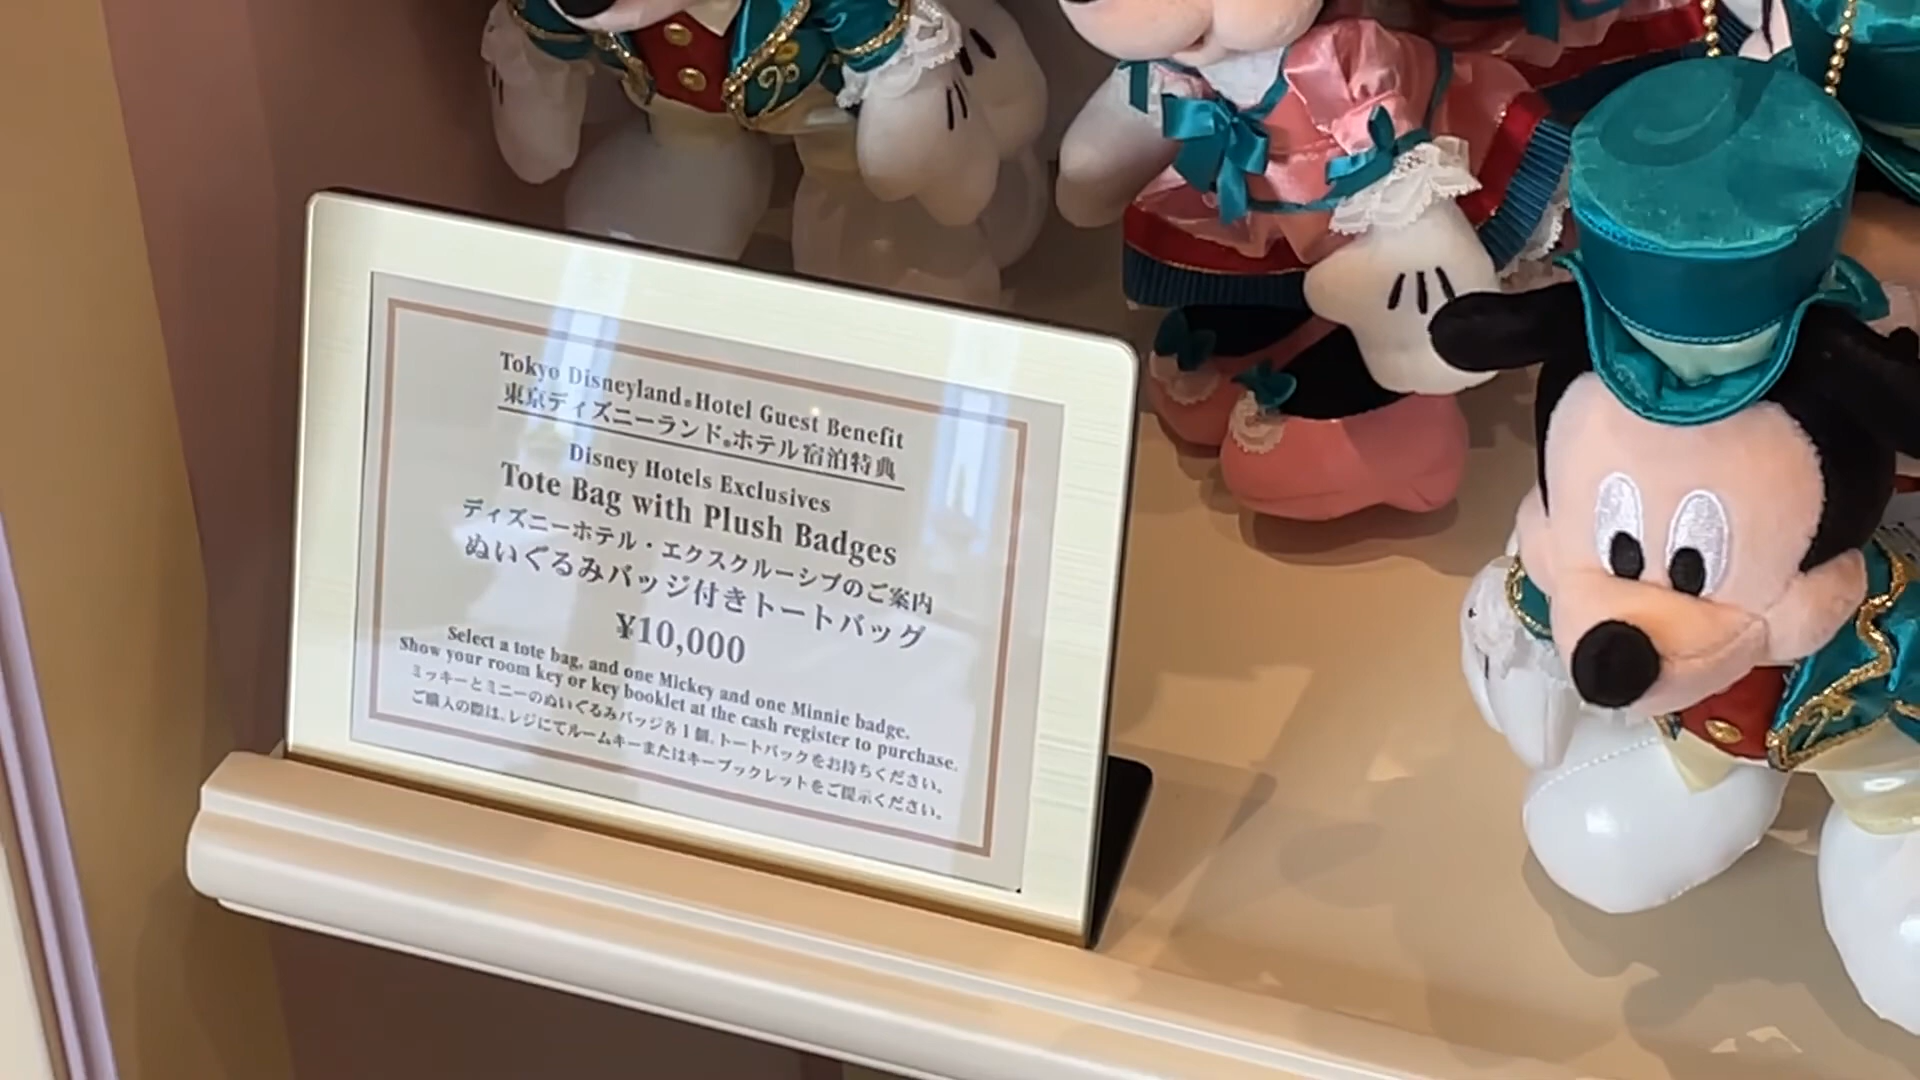 Tokyo Disneyland®Hotel Guest Benefit
東京ディズニーランド®ホテル宿泊特典
Disney Hotels Exclusives
Tote Bag with Plush Badges
ディズニーホテル・エクスクルーシブのご案内
ぬいぐるみバッジ付きトートバッグ
¥10,000
Select a tote bag, and one Mickey and one Minnie badge.
Show your room key or key booklet at the cash register to purchase.
ミッキーとミニーのぬいぐるみバッジ各1個、トートバックをお持ちください。
ご購入の際は、レジにてルームキーまたはキーブックレットをご提示ください。